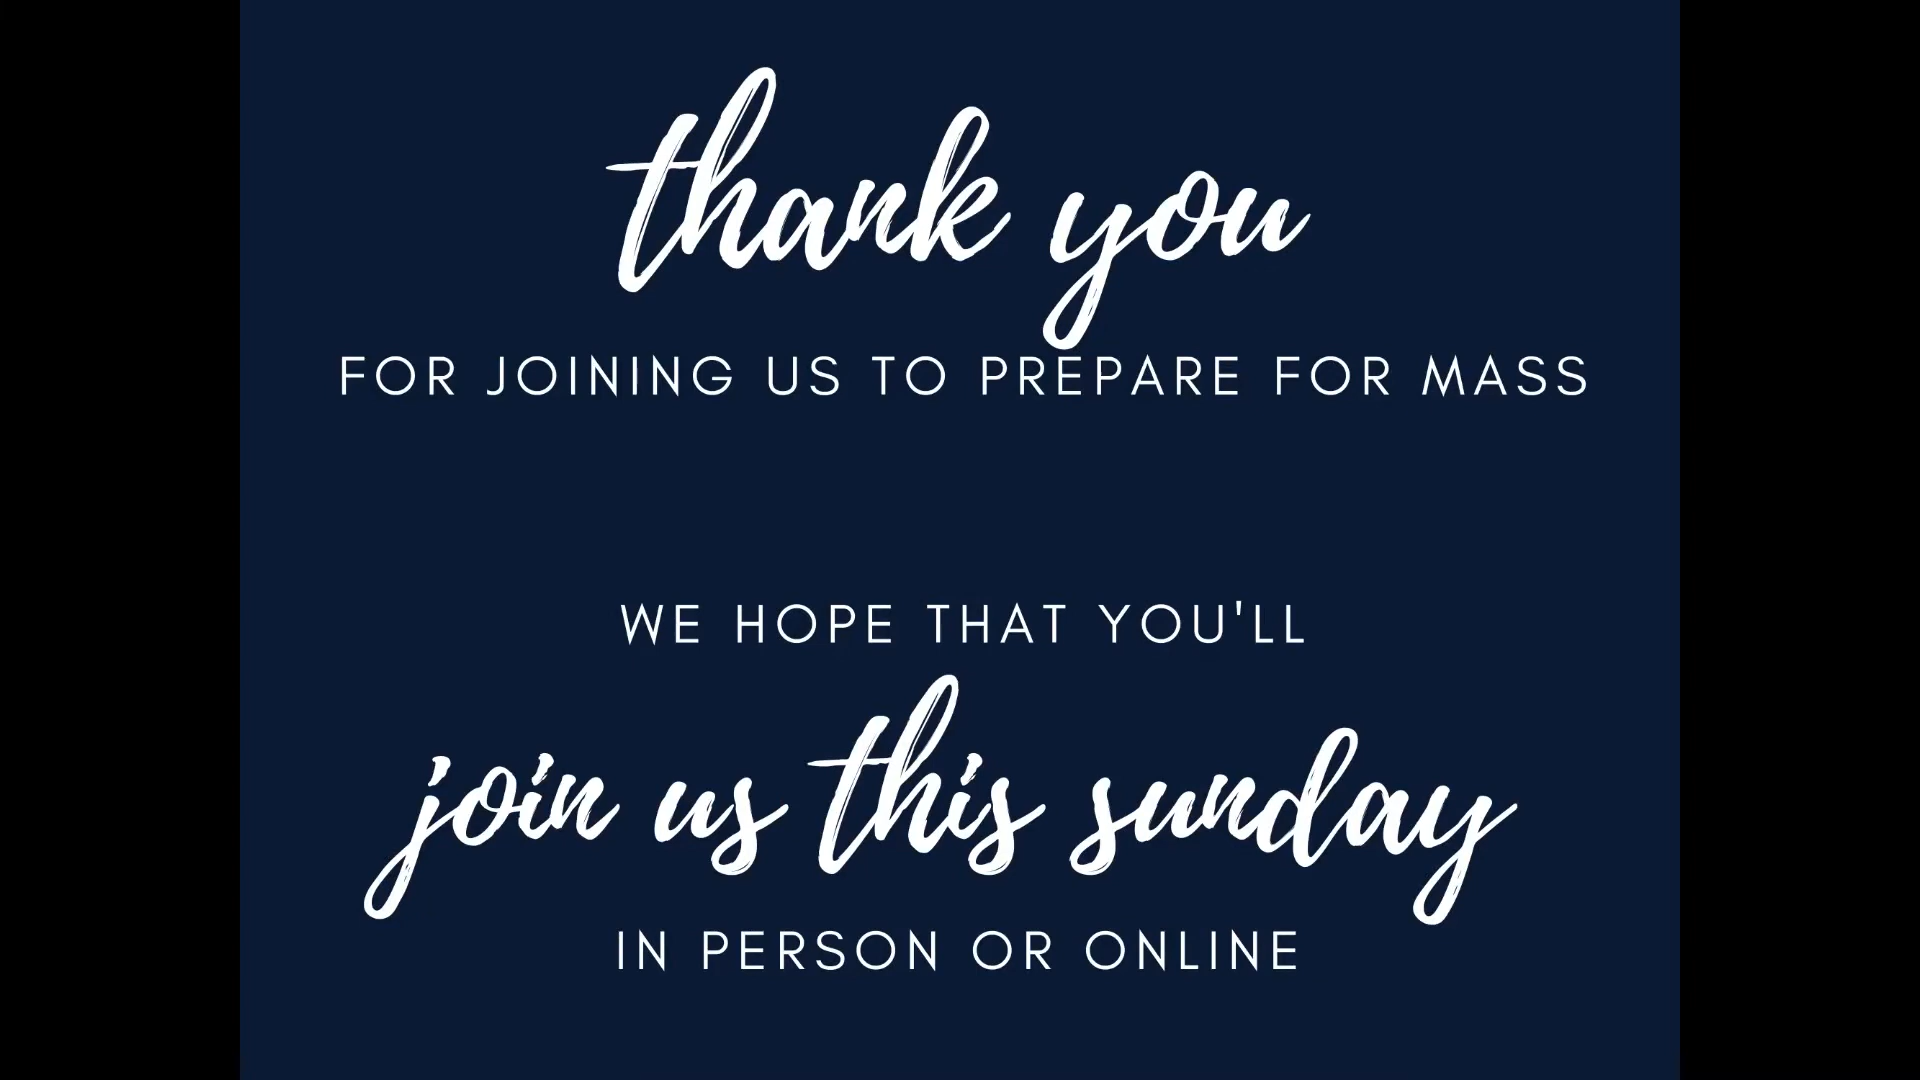 thank you
FOR JOINING US TO PREPARE FOR MASS
WE HOPE THAT YOU'LL
join us this sunday
IN PERSON OR ONLINE